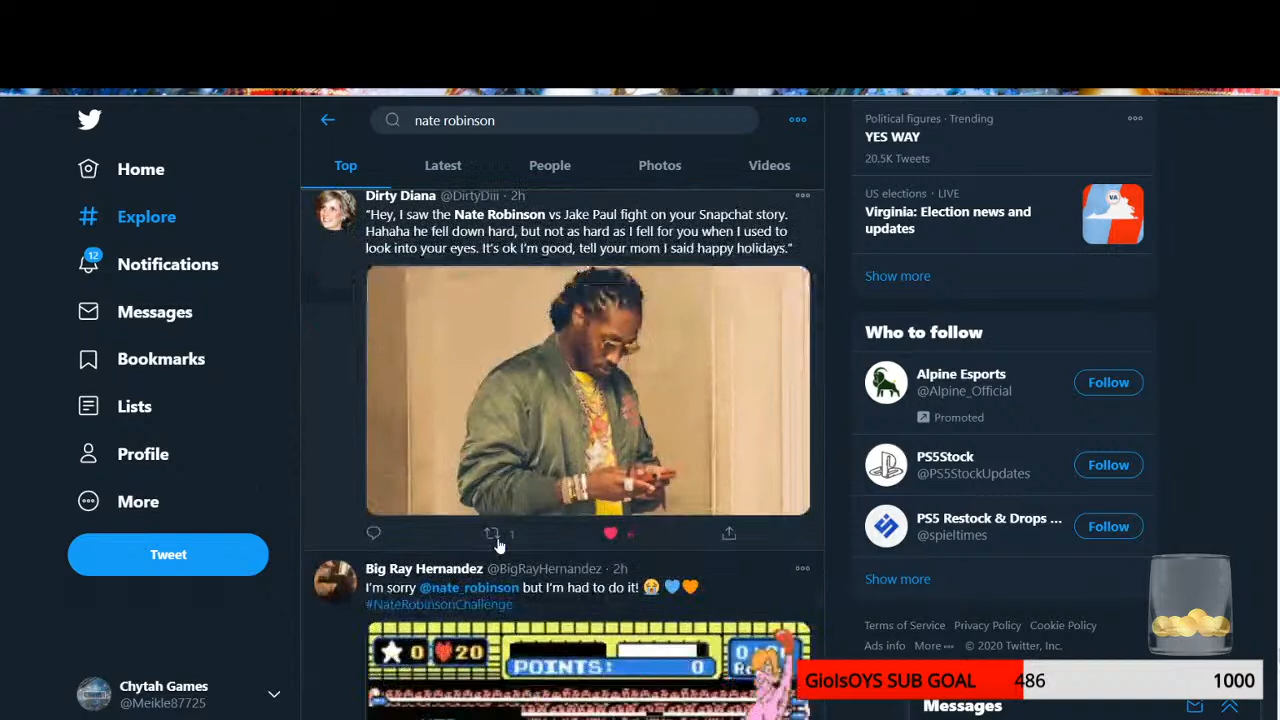 nate robinson
Top
Latest
People
Photos
Videos
Home
Explore
12
Notifications
Messages
Bookmarks
Lists
Profile
More
Tweet
Chytah Games
@Meikle87725
Dirty Diana @DirtyDiii · 2h
"Hey, I saw the Nate Robinson vs Jake Paul fight on your Snapchat story.
Hahaha he fell down hard, but not as hard as I fell for you when I used to
look into your eyes. It's ok I'm good, tell your mom I said happy holidays."
1
6
Big Ray Hernandez @BigRayHernandez · 2h
I'm sorry @nate_robinson but I'm had to do it! 😭 💙 🧡
#NateRobinsonChallenge
0
20
POINTS: 0
Political figures · Trending
YES WAY
20.5K Tweets
US elections · LIVE
Virginia: Election news and
updates
VA
Show more
Who to follow
Alpine Esports
@Alpine_Official
Promoted
Follow
PS5Stock
@PS5StockUpdates
Follow
PS5 Restock & Drops ...
@spieltimes
Follow
Show more
Terms of Service Privacy Policy Cookie Policy
Ads info More ··· © 2020 Twitter, Inc.
GioIsOYS SUB GOAL 486 1000
Messages